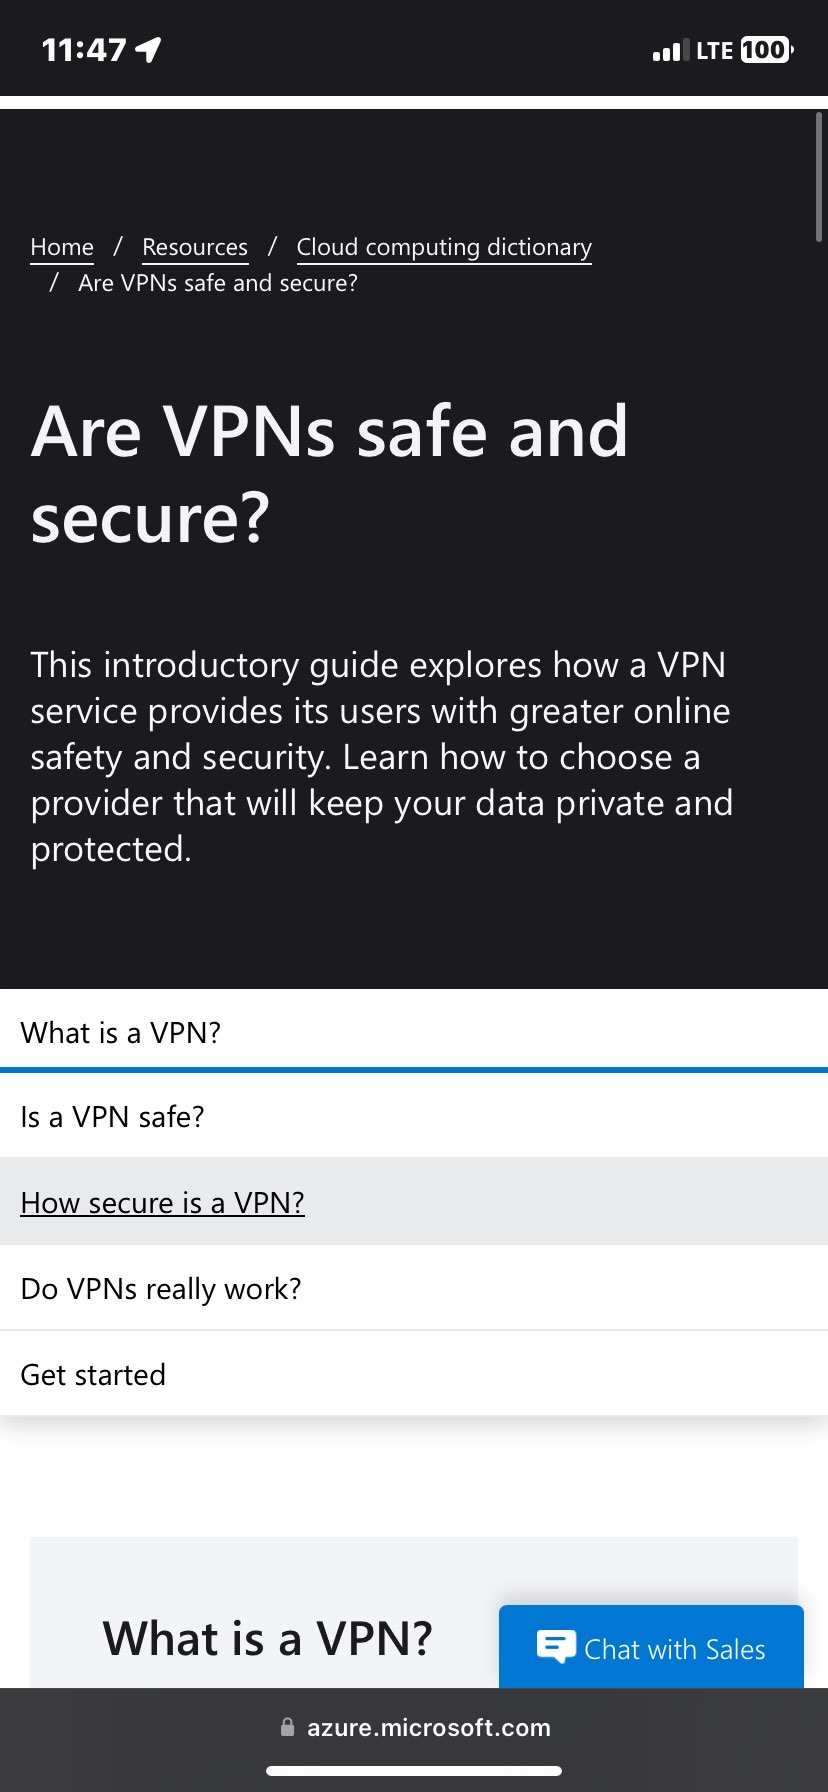 11:47
LTE 100
Home / Resources / Cloud computing dictionary
/ Are VPNs safe and secure?
Are VPNs safe and
secure?
This introductory guide explores how a VPN
service provides its users with greater online
safety and security. Learn how to choose a
provider that will keep your data private and
protected.
What is a VPN?
Is a VPN safe?
How secure is a VPN?
Do VPNs really work?
Get started
What is a VPN?
Chat with Sales
azure.microsoft.com